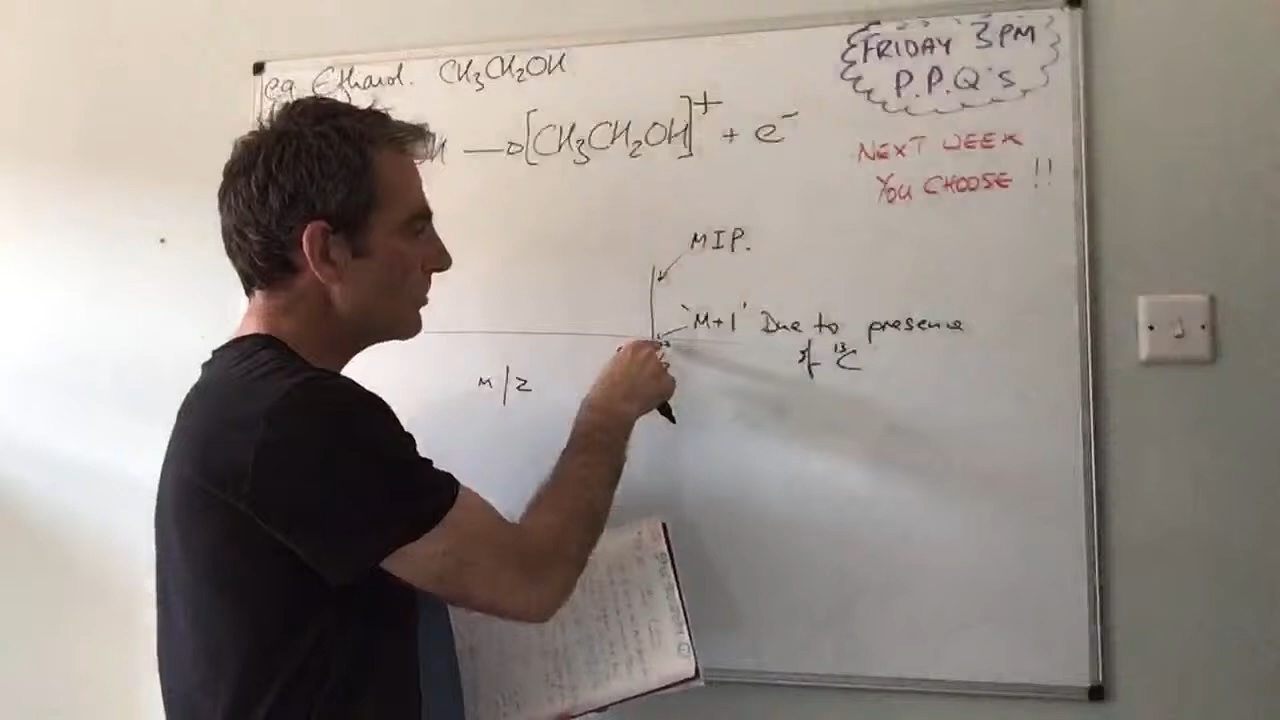 eg Ethanol. CH3CH2OH
→ [CH3CH2OH]+ + e-
FRIDAY 3PM
P.P.Q's
NEXT WEEK
YOU CHOOSE !!
MIP.
'M+1' Due to presence
of 13C
M/Z